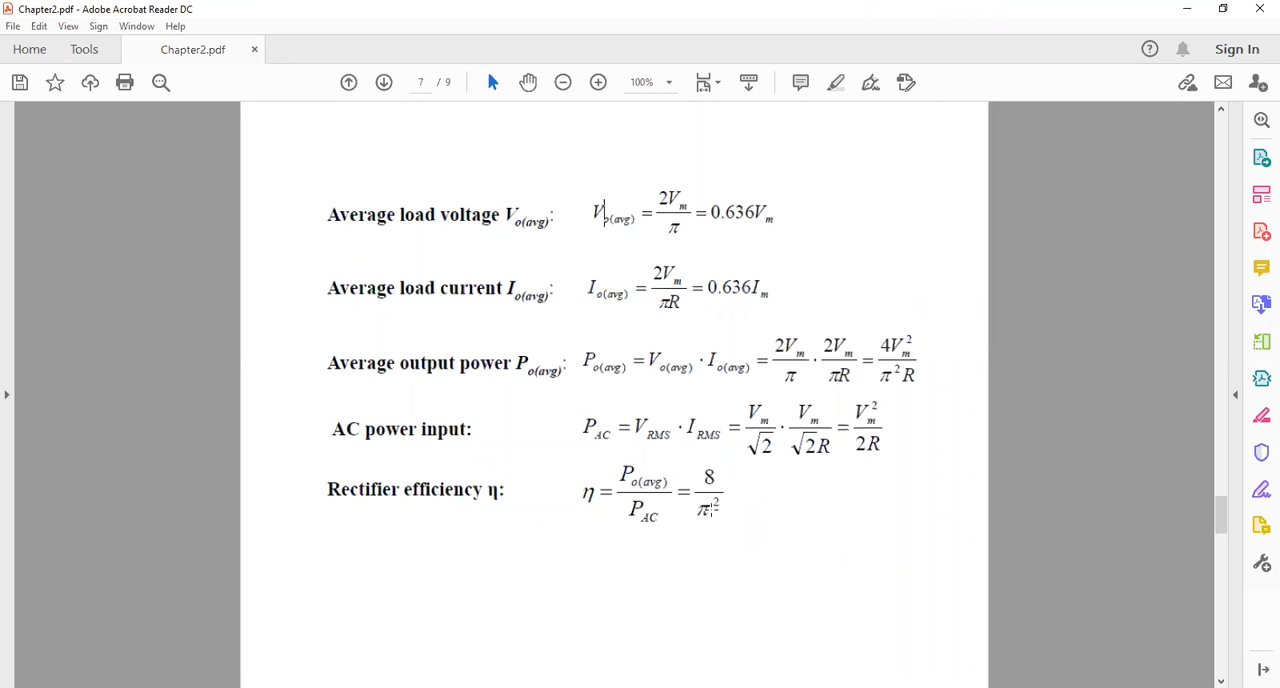 Chapter2.pdf - Adobe Acrobat Reader DC
File Edit View Sign Window Help
Home Tools Chapter2.pdf × ? Sign In
7 / 9 100%
Average load voltage V_o(avg): V_o(avg) = 2V_m/π = 0.636V_m
Average load current I_o(avg): I_o(avg) = 2V_m/πR = 0.636I_m
Average output power P_o(avg): P_o(avg) = V_o(avg) · I_o(avg) = 2V_m/π · 2V_m/πR = 4V_m²/π²R
AC power input: P_AC = V_RMS · I_RMS = V_m/√2 · V_m/√2R = V_m²/2R
Rectifier efficiency η: η = P_o(avg)/P_AC = 8/π²